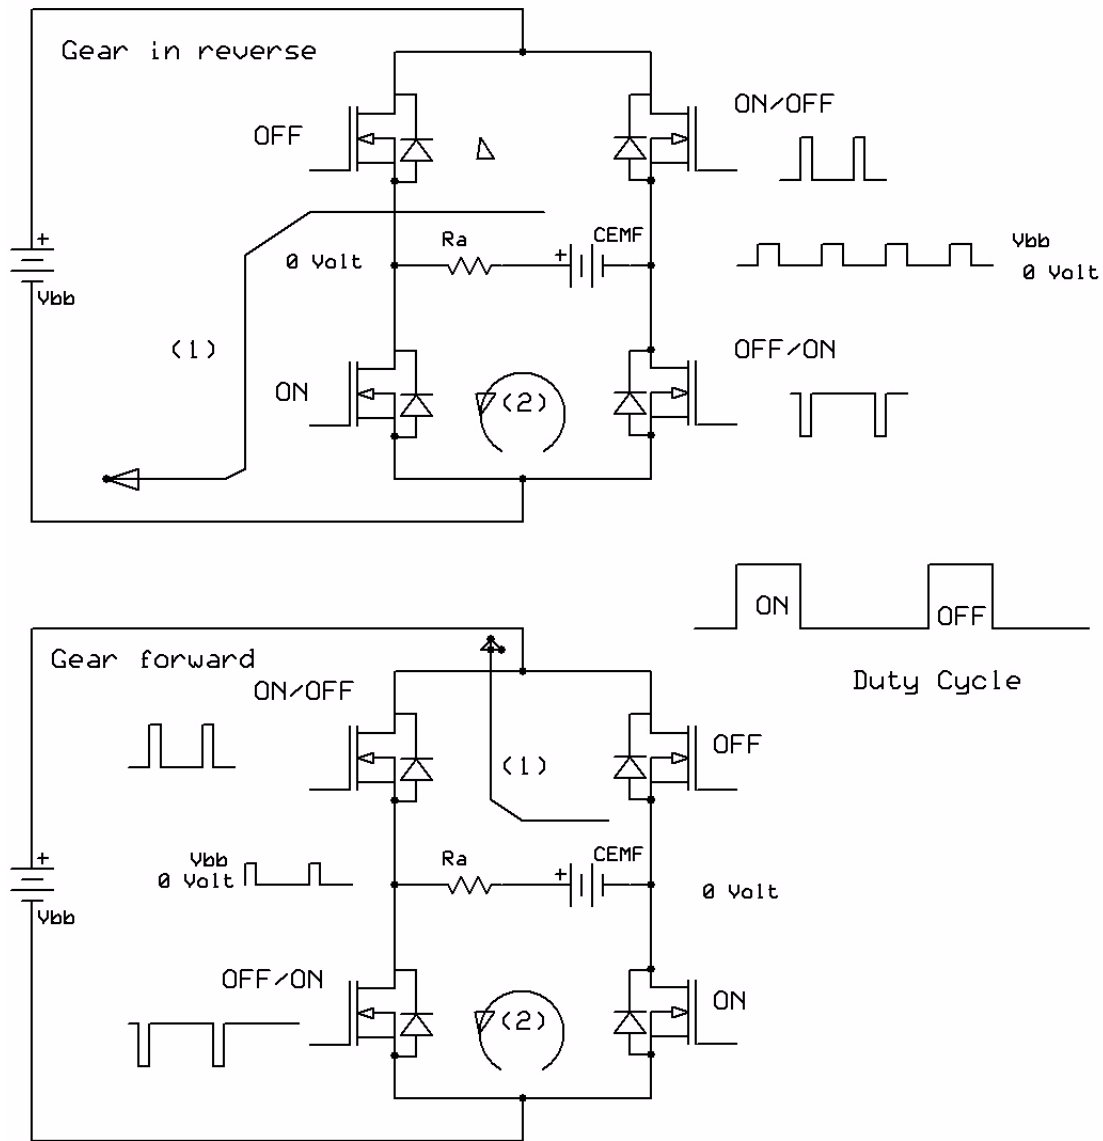 Gear in reverse
ON/OFF
OFF
+
Ra
CEMF
0 Volt
+
Vbb
0 Volt
Vbb
(1)
OFF/ON
ON
(2)
ON
OFF
Gear forward
Duty Cycle
ON/OFF
OFF
(1)
+
Vbb
0 Volt
Ra
CEMF
+
0 Volt
Vbb
OFF/ON
ON
(2)